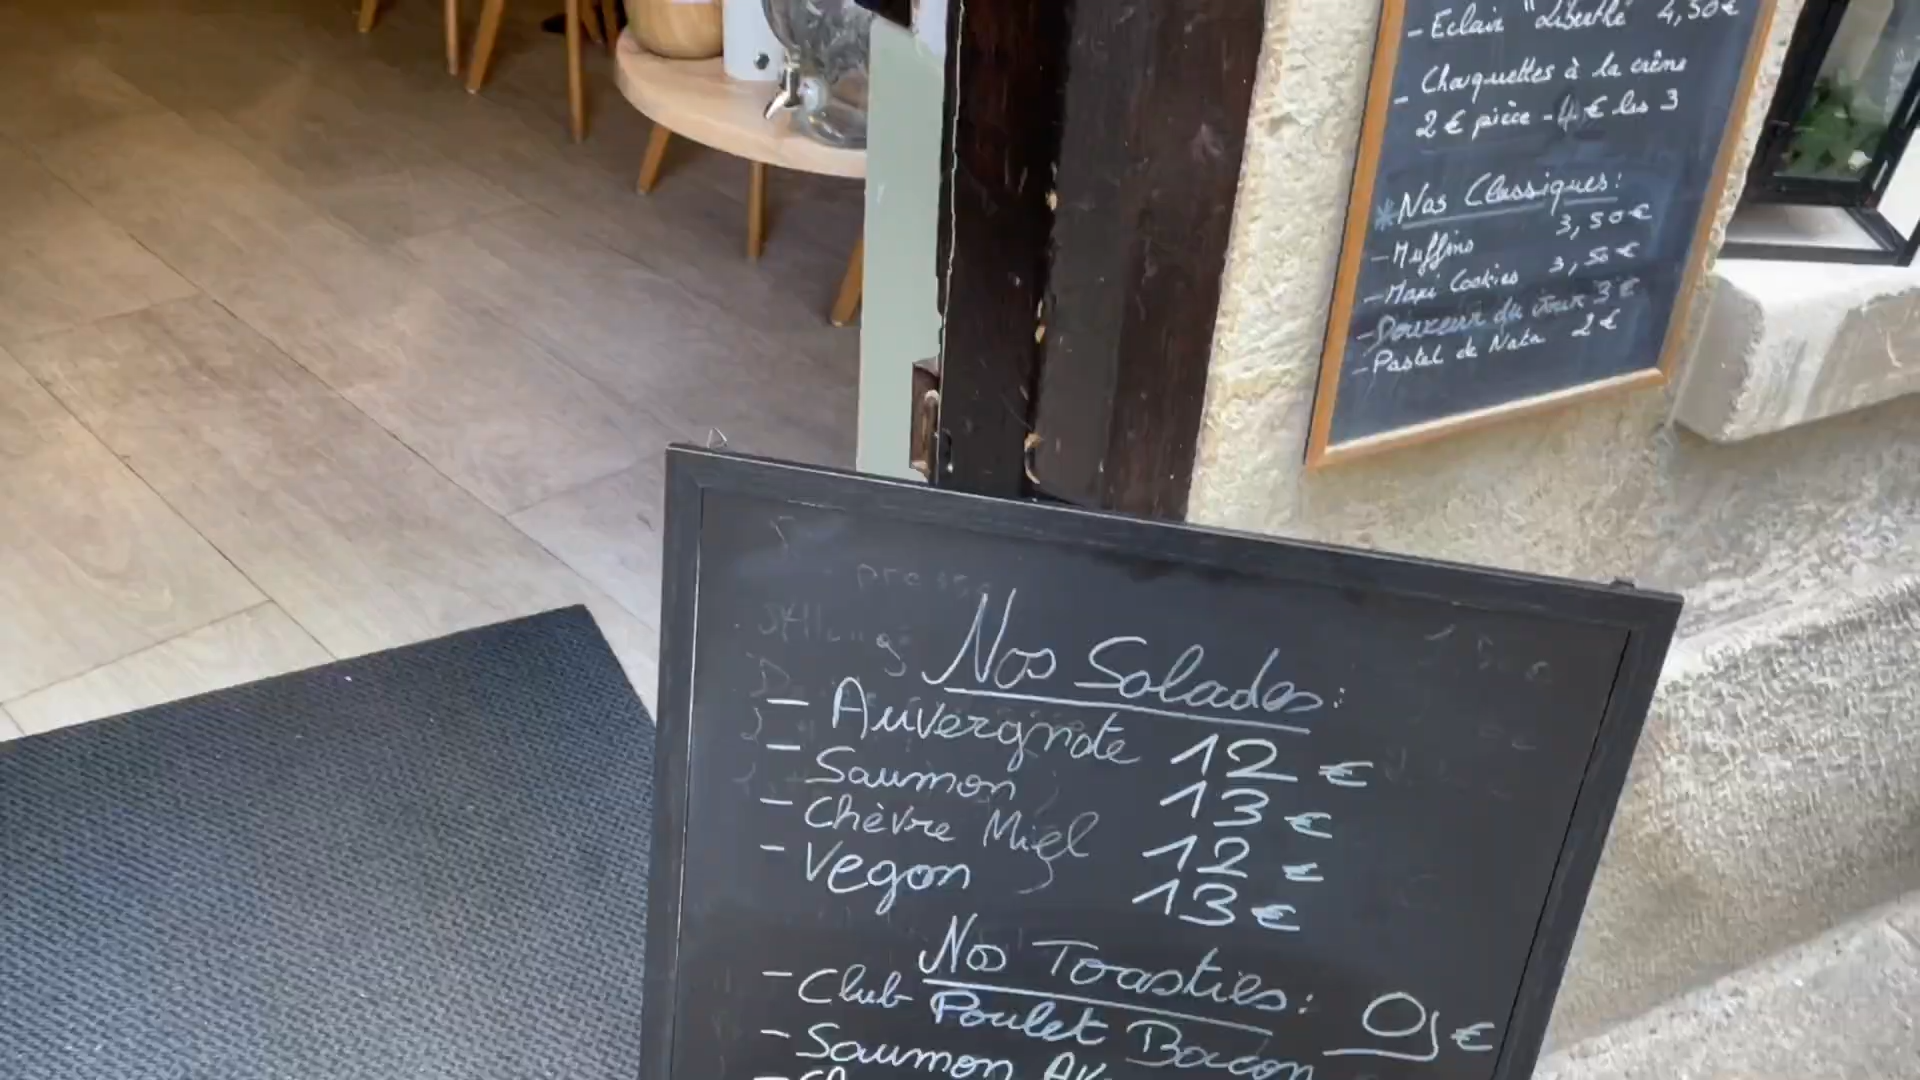 - Eclair "Liberthé" 4,50€
- Chouquettes à la crème
2 € pièce - 4 € les 3
* Nos Classiques:
- Muffins 3,50€
- Maxi Cookies 3,50€
- Douceur du Jour 3€
- Pastel de Nata 2€
Nos Salades:
- Auvergnate 12 €
- Saumon 13 €
- Chèvre Miel 12 €
- Vegan 13 €
Nos Toasties: 9 €
- Club Poulet Bacon
- Saumon